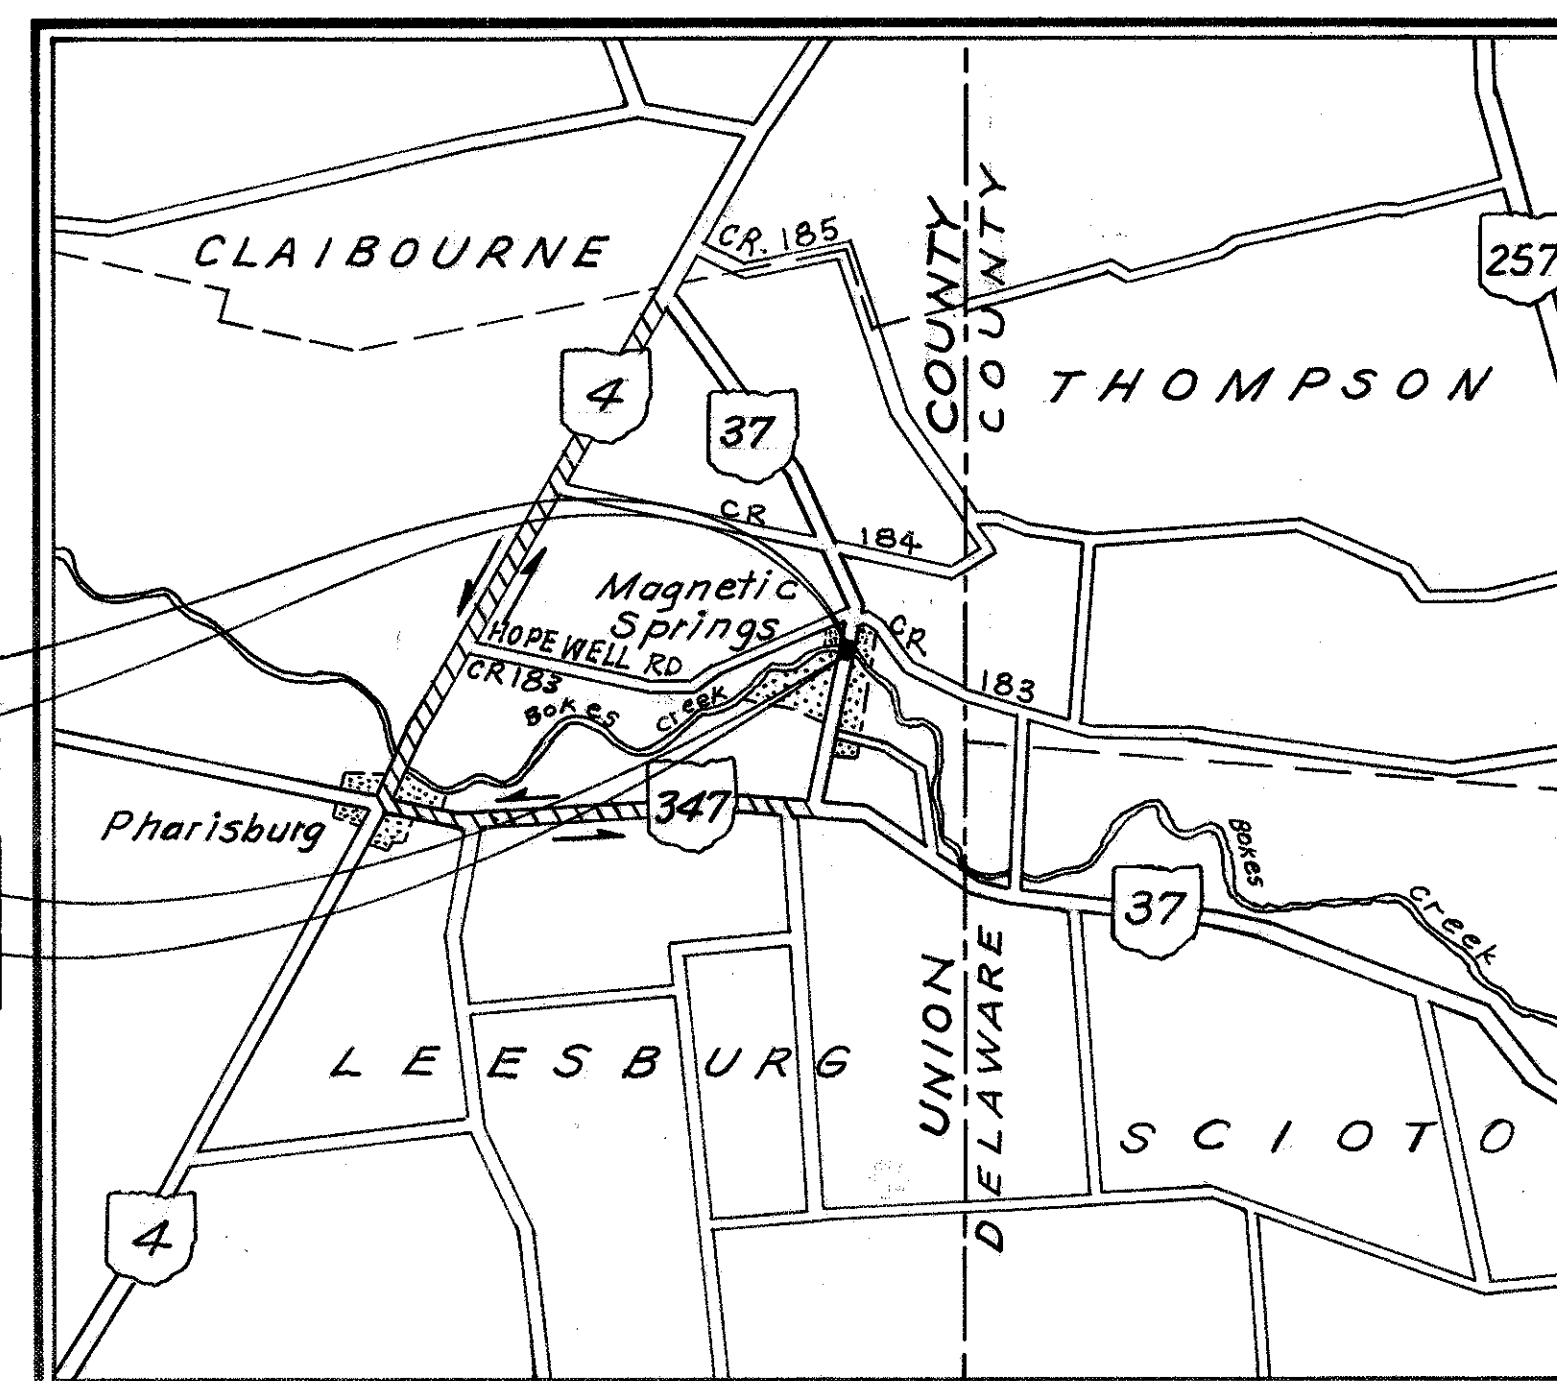 CLAIBOURNE
CR. 185
COUNTY
COUNTY
257
THOMPSON
4
37
CR
184
Magnetic
Springs
HOPEWELL RD
CR 183
CR
183
Bokes Creek
347
Pharisburg
Bokes
Creek
37
LEESBURG
UNION
DELAWARE
SCIOTO
4